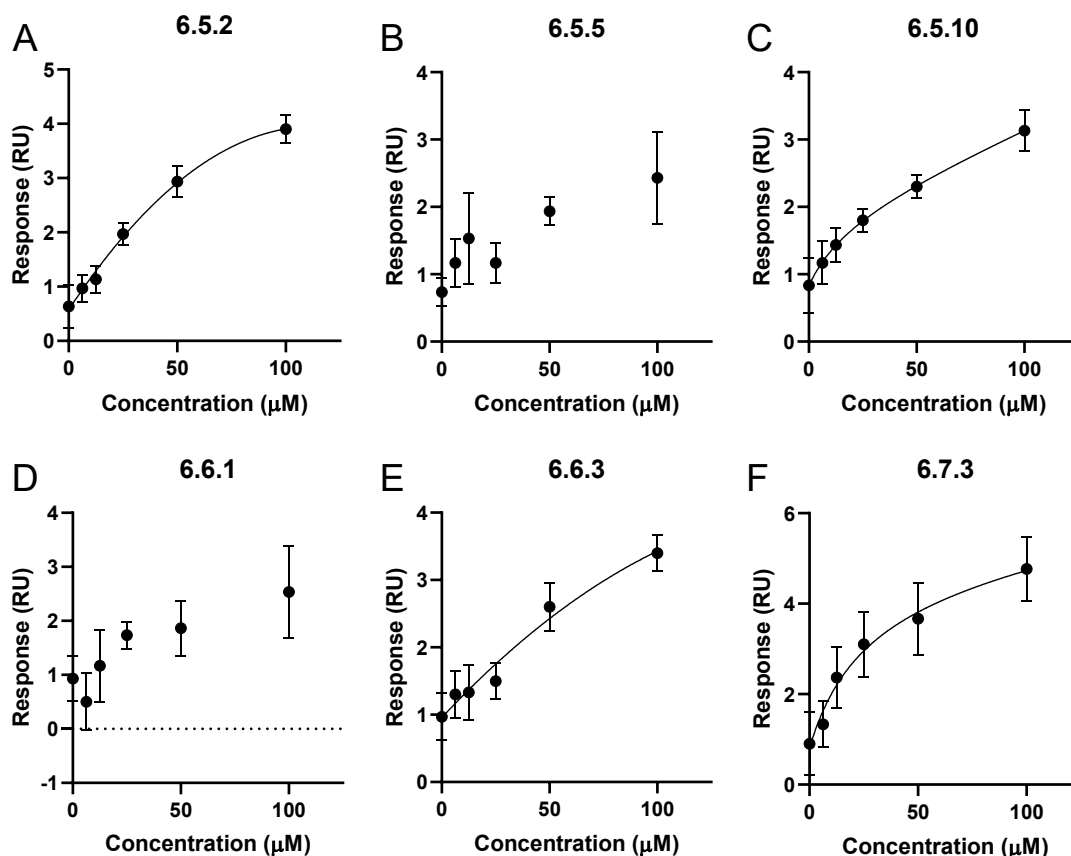 A
6.5.2
Response (RU)
5
4
3
2
1
0
0 50 100
Concentration (μM)
B
6.5.5
Response (RU)
4
3
2
1
0
0 50 100
Concentration (μM)
C
6.5.10
Response (RU)
4
3
2
1
0
0 50 100
Concentration (μM)
D
6.6.1
Response (RU)
4
3
2
1
0
-1
0 50 100
Concentration (μM)
E
6.6.3
Response (RU)
4
3
2
1
0
0 50 100
Concentration (μM)
F
6.7.3
Response (RU)
6
4
2
0
0 50 100
Concentration (μM)